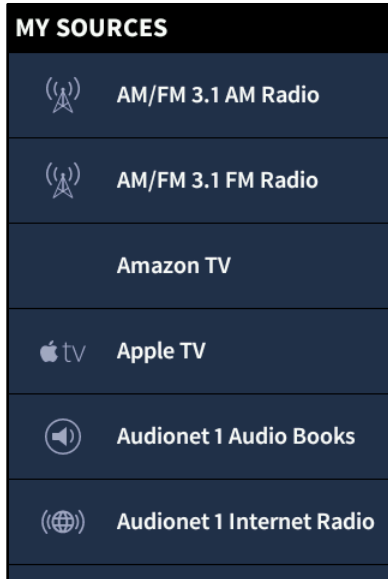 MY SOURCES
AM/FM 3.1 AM Radio
AM/FM 3.1 FM Radio
Amazon TV
tv Apple TV
Audionet 1 Audio Books
Audionet 1 Internet Radio